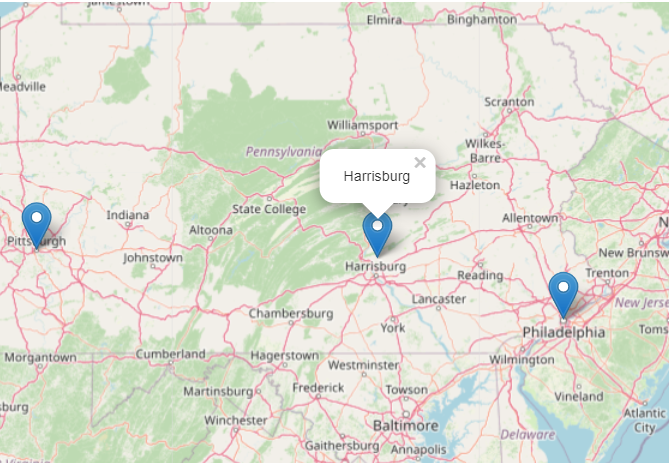 Jamestown
Elmira
Binghamton
Meadville
Scranton
Williamsport
Wilkes-
Barre
Pennsylvania
Harrisburg
×
Hazleton
State College
Indiana
Allentown
Pittsburgh
Altoona
New Brunsw
Johnstown
Harrisburg
Reading
Trenton
Lancaster
New Jersey
Chambersburg
York
Philadelphia
Toms
Morgantown
Cumberland
Hagerstown
Wilmington
Westminster
Martinsburg
Frederick
Towson
Vineland
sburg
Winchester
Baltimore
Atlantic
City
Delaware
Gaithersburg
Annapolis